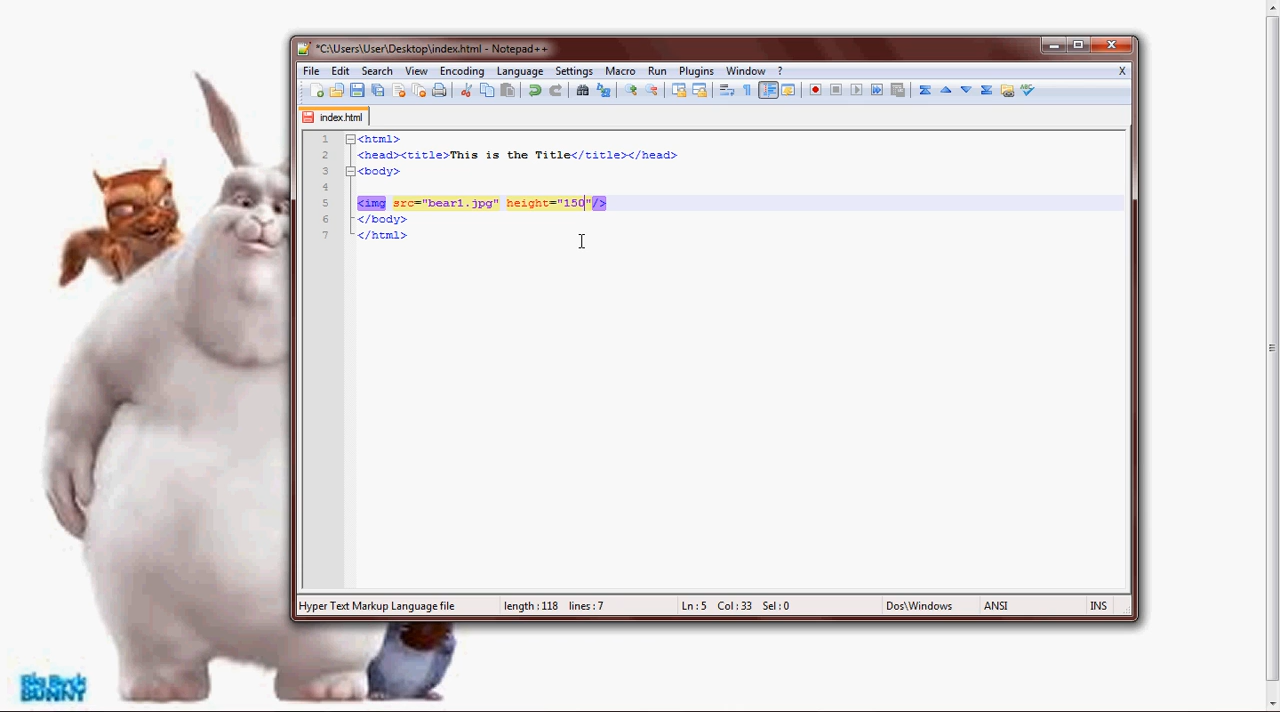 *C:\Users\User\Desktop\index.html - Notepad++
File Edit Search View Encoding Language Settings Macro Run Plugins Window ? X
index.html
1 <html>
2 <head><title>This is the Title</title></head>
3 <body>
4
5 <img src="bear1.jpg" height="150"/>
6 </body>
7 </html>
Hyper Text Markup Language file length : 118 lines : 7 Ln : 5 Col : 33 Sel : 0 Dos\Windows ANSI INS
Big Buck
BUNNY